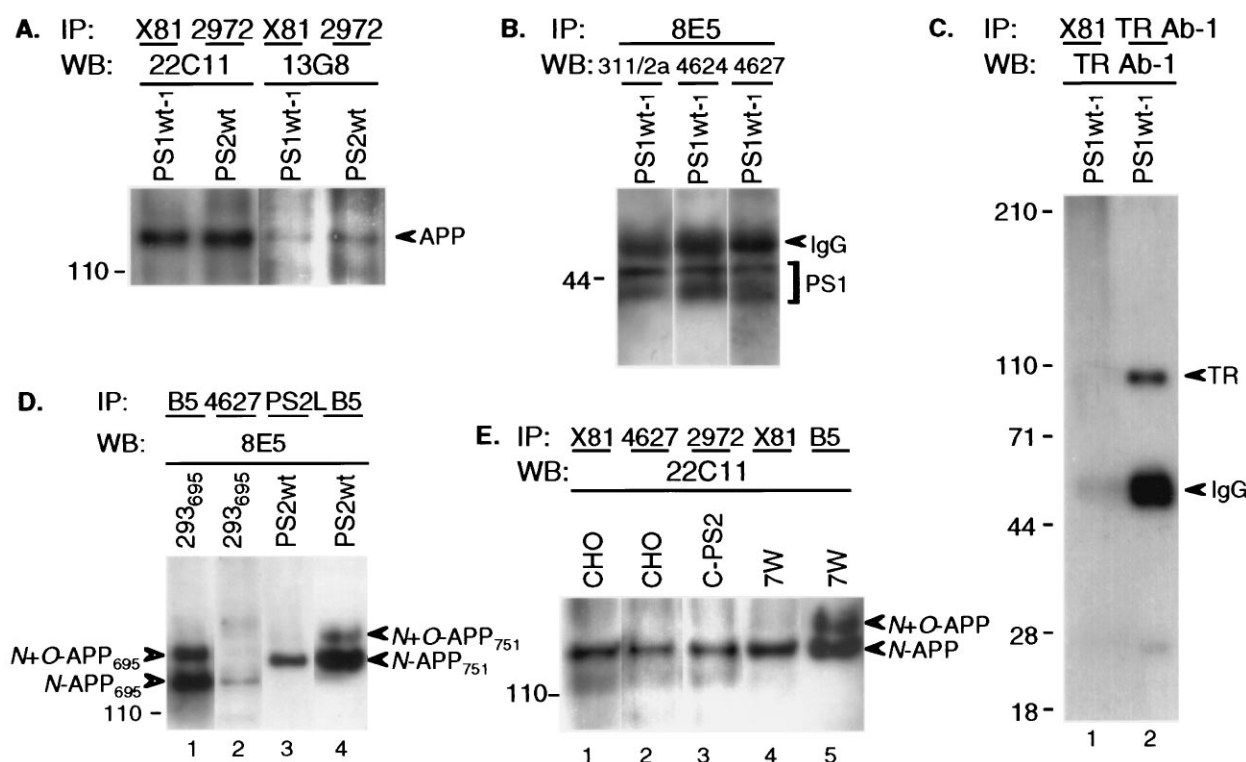 A. IP: X81 2972 X81 2972
WB: 22C11 13G8
PS1wt-1 PS2wt PS1wt-1 PS2wt
APP
110
B. IP: 8E5
WB: 311/2a 4624 4627
PS1wt-1 PS1wt-1 PS1wt-1
IgG
44
PS1
C. IP: X81 TR Ab-1
WB: TR Ab-1
PS1wt-1 PS1wt-1
210
110
TR
71
IgG
44
28
18
1 2
D. IP: B5 4627 PS2L B5
WB: 8E5
293695 293695 PS2wt PS2wt
N+O-APP751
N+O-APP695
N-APP751
N-APP695
110
1 2 3 4
E. IP: X81 4627 2972 X81 B5
WB: 22C11
CHO CHO C-PS2 7W 7W
N+O-APP
N-APP
110
1 2 3 4 5